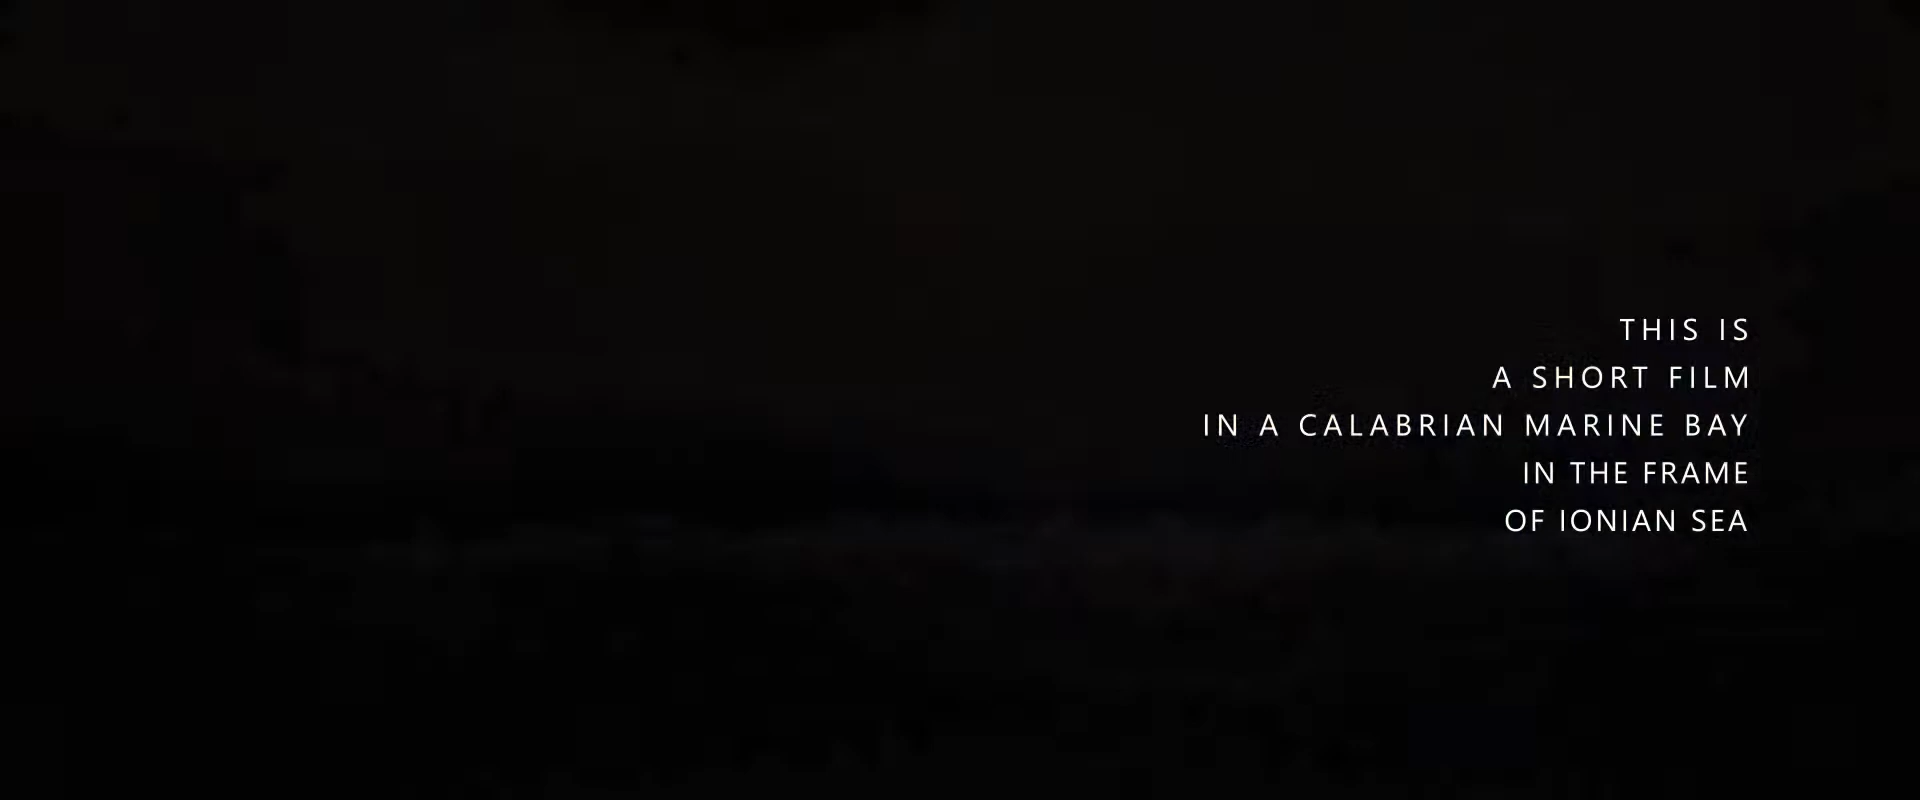 THIS IS
A SHORT FILM
IN A CALABRIAN MARINE BAY
IN THE FRAME
OF IONIAN SEA